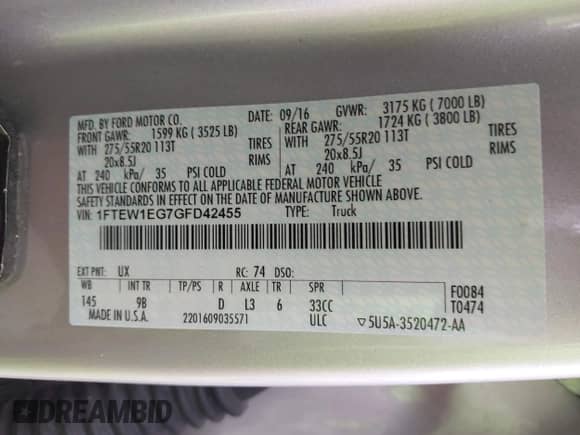 MFD. BY FORD MOTOR CO. DATE: 09/16 GVWR: 3175 KG ( 7000 LB)
FRONT GAWR: 1599 KG ( 3525 LB) REAR GAWR: 1724 KG ( 3800 LB)
WITH 275/55R20 113T TIRES WITH 275/55R20 113T TIRES
20x8.5J RIMS 20x8.5J RIMS
AT 240 kPa/ 35 PSI COLD AT 240 kPa/ 35 PSI COLD
THIS VEHICLE CONFORMS TO ALL APPLICABLE FEDERAL MOTOR VEHICLE
SAFETY STANDARDS IN EFFECT ON THE DATE OF MANUFACTURE SHOWN ABOVE.
VIN: 1FTEW1EG7GFD42455 TYPE: Truck
EXT PNT: UX RC: 74 DSO:
WB INT TR TP/PS R AXLE TR SPR F0084
145 9B D L3 6 33CC T0474
MADE IN U.S.A. 2201609035571 ULC ▽5U5A-3520472-AA
DREAMBID